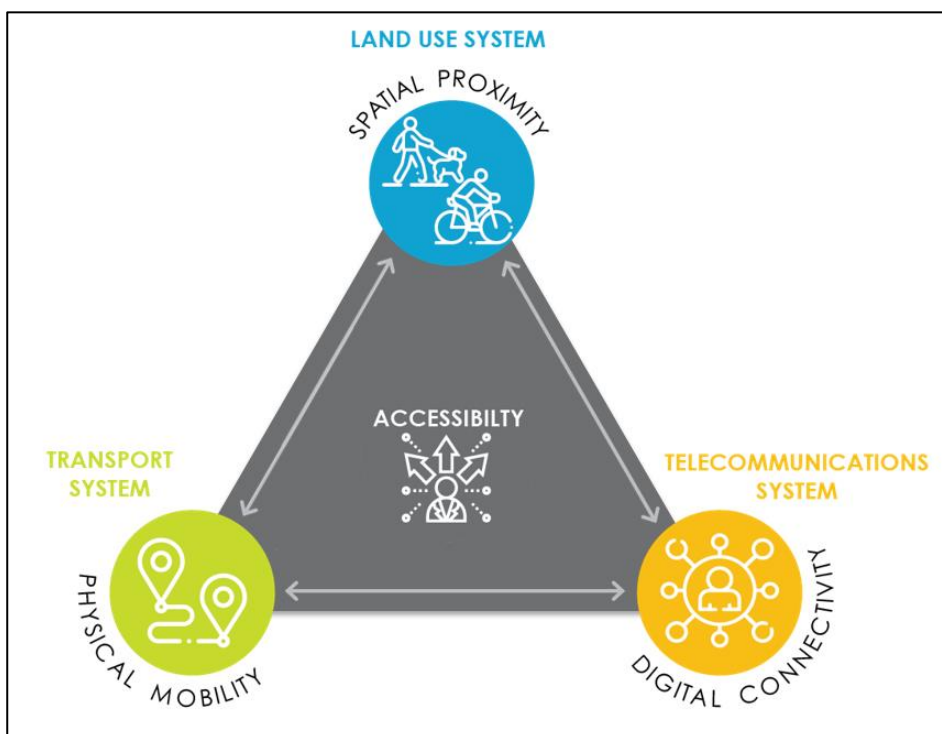 LAND USE SYSTEM
SPATIAL PROXIMITY
ACCESSIBILTY
TRANSPORT
SYSTEM
PHYSICAL MOBILITY
TELECOMMUNICATIONS
SYSTEM
DIGITAL CONNECTIVITY